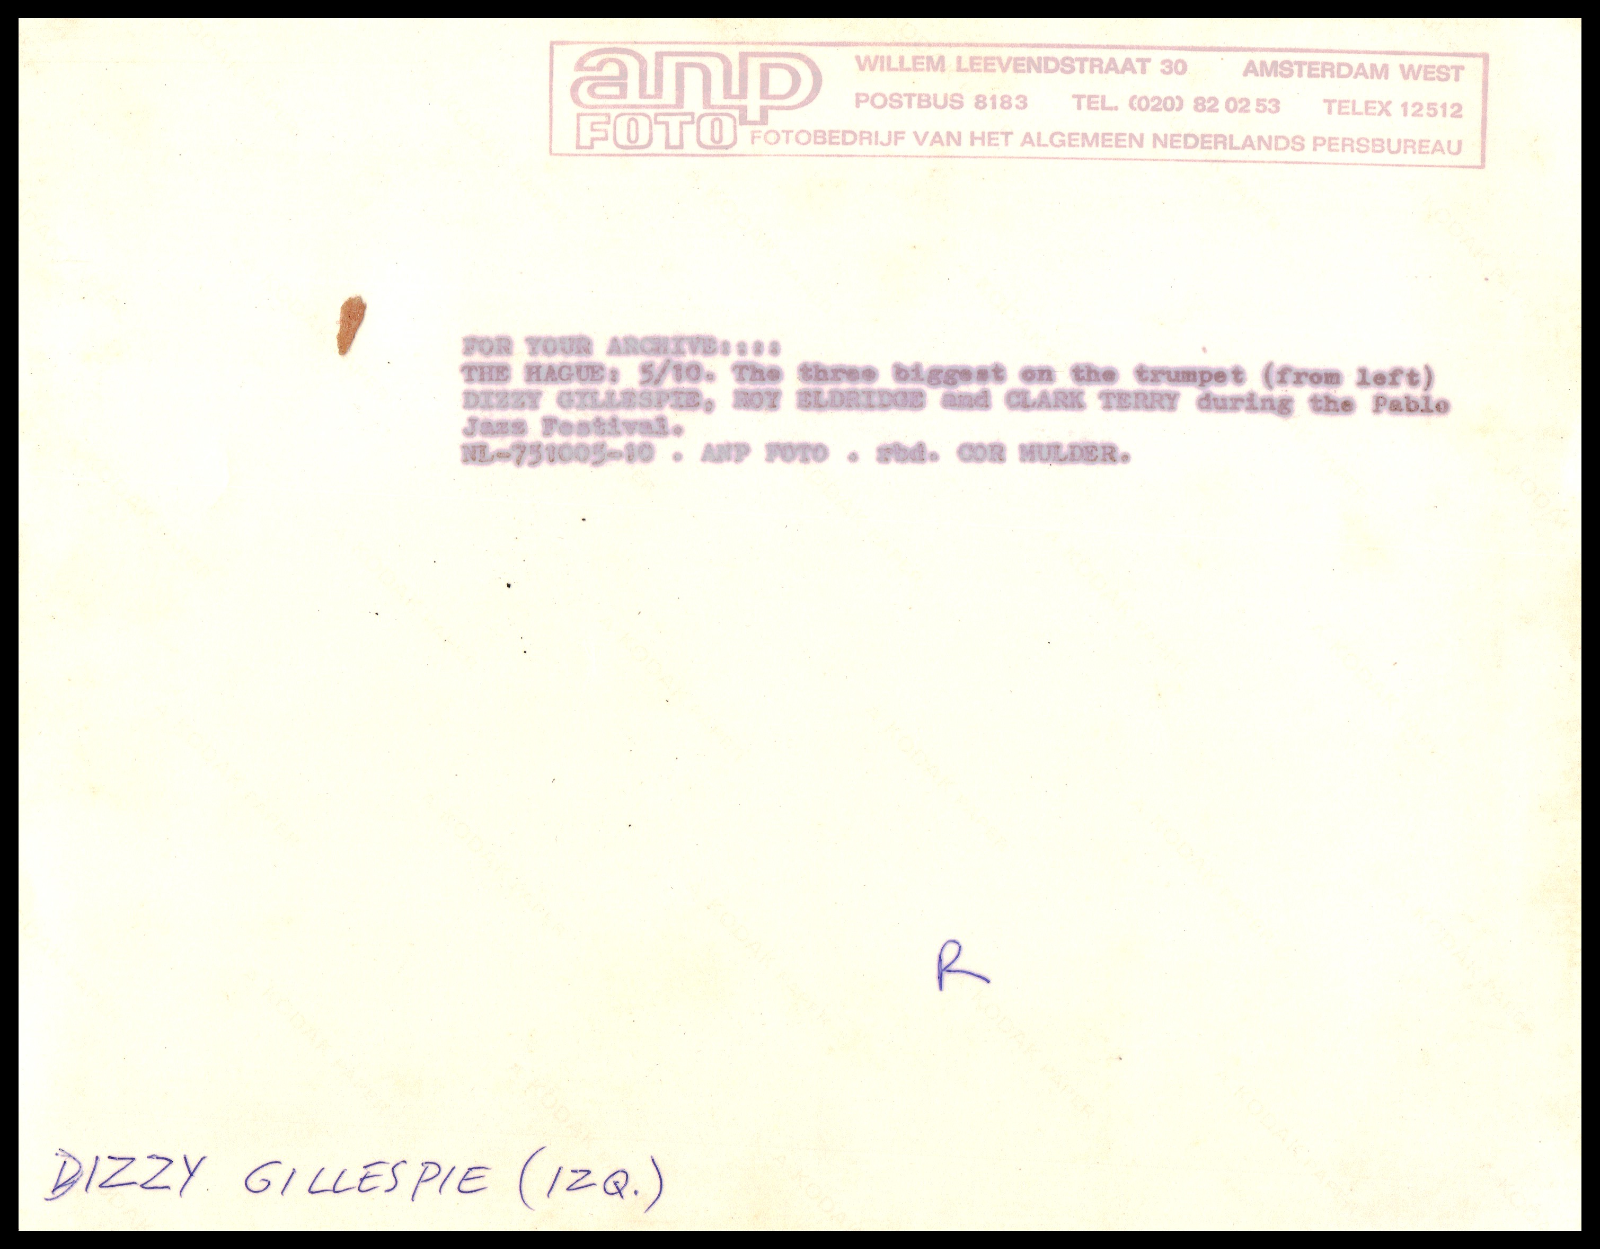 anp FOTO
WILLEM LEEVENDSTRAAT 30 AMSTERDAM WEST
POSTBUS 8183 TEL. (020) 82 02 53 TELEX 12512
FOTOBEDRIJF VAN HET ALGEMEEN NEDERLANDS PERSBUREAU
FOR YOUR ARCHIVE::::
THE HAGUE: 5/10. The three biggest on the trumpet (from left)
DIZZY GILLESPIE, ROY ELDRIDGE and CLARK TERRY during the Pablo
Jazz Festival.
NL-751005-10 . ANP FOTO . rbd. COR MULDER.
R
DIZZY GILLESPIE (IZQ.)